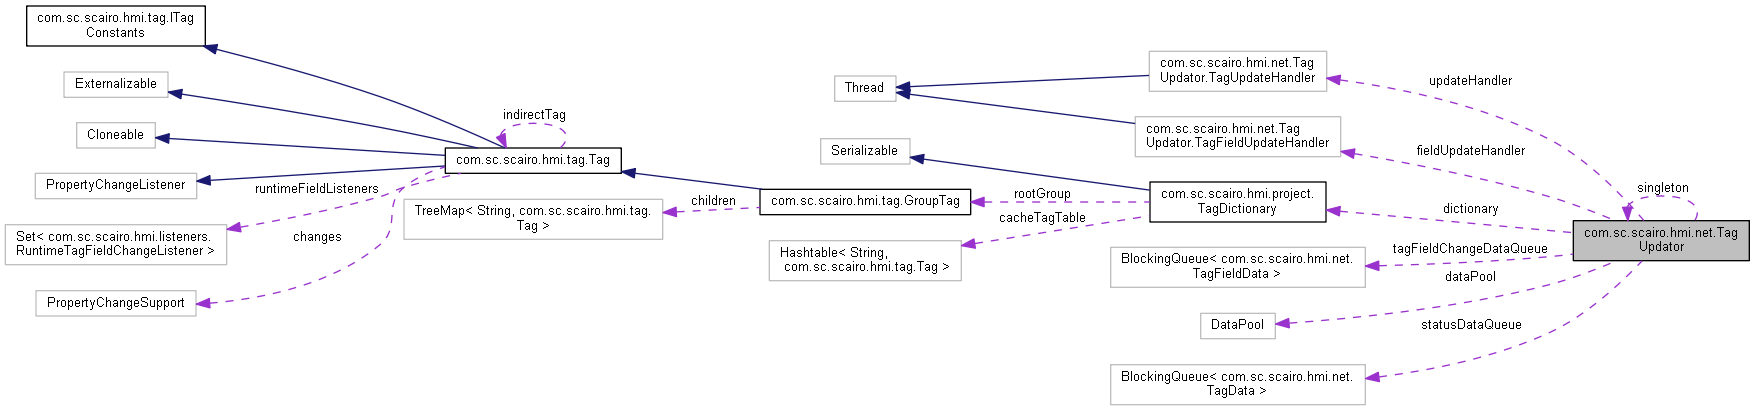 com.sc.scairo.hmi.tag.ITag
Constants
Externalizable
Cloneable
PropertyChangeListener
Set< com.sc.scairo.hmi.listeners.
RuntimeTagFieldChangeListener >
PropertyChangeSupport
indirectTag
com.sc.scairo.hmi.tag.Tag
runtimeFieldListeners
changes
TreeMap< String, com.sc.scairo.hmi.tag.
Tag >
children
com.sc.scairo.hmi.tag.GroupTag
Thread
Serializable
Hashtable< String,
com.sc.scairo.hmi.tag.Tag >
rootGroup
cacheTagTable
com.sc.scairo.hmi.net.Tag
Updator.TagUpdateHandler
com.sc.scairo.hmi.net.Tag
Updator.TagFieldUpdateHandler
com.sc.scairo.hmi.project.
TagDictionary
BlockingQueue< com.sc.scairo.hmi.net.
TagFieldData >
DataPool
BlockingQueue< com.sc.scairo.hmi.net.
TagData >
updateHandler
fieldUpdateHandler
dictionary
tagFieldChangeDataQueue
dataPool
statusDataQueue
singleton
com.sc.scairo.hmi.net.Tag
Updator